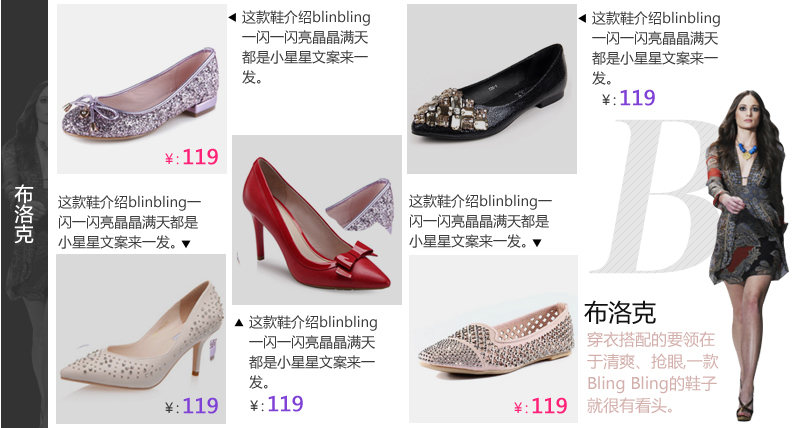 布洛克
◀ 这款鞋介绍blinbling
一闪一闪亮晶晶满天
都是小星星文案来一
发。
¥:119
这款鞋介绍blinbling一
闪一闪亮晶晶满天都是
小星星文案来一发。▼
¥:119
▲ 这款鞋介绍blinbling
一闪一闪亮晶晶满天
都是小星星文案来一
发。
¥:119
◀ 这款鞋介绍blinbling
一闪一闪亮晶晶满天
都是小星星文案来一
发。
¥:119
这款鞋介绍blinbling一
闪一闪亮晶晶满天都是
小星星文案来一发。▼
¥:119
B
布洛克
穿衣搭配的要领在
于清爽、抢眼,一款
Bling Bling的鞋子
就很有看头。